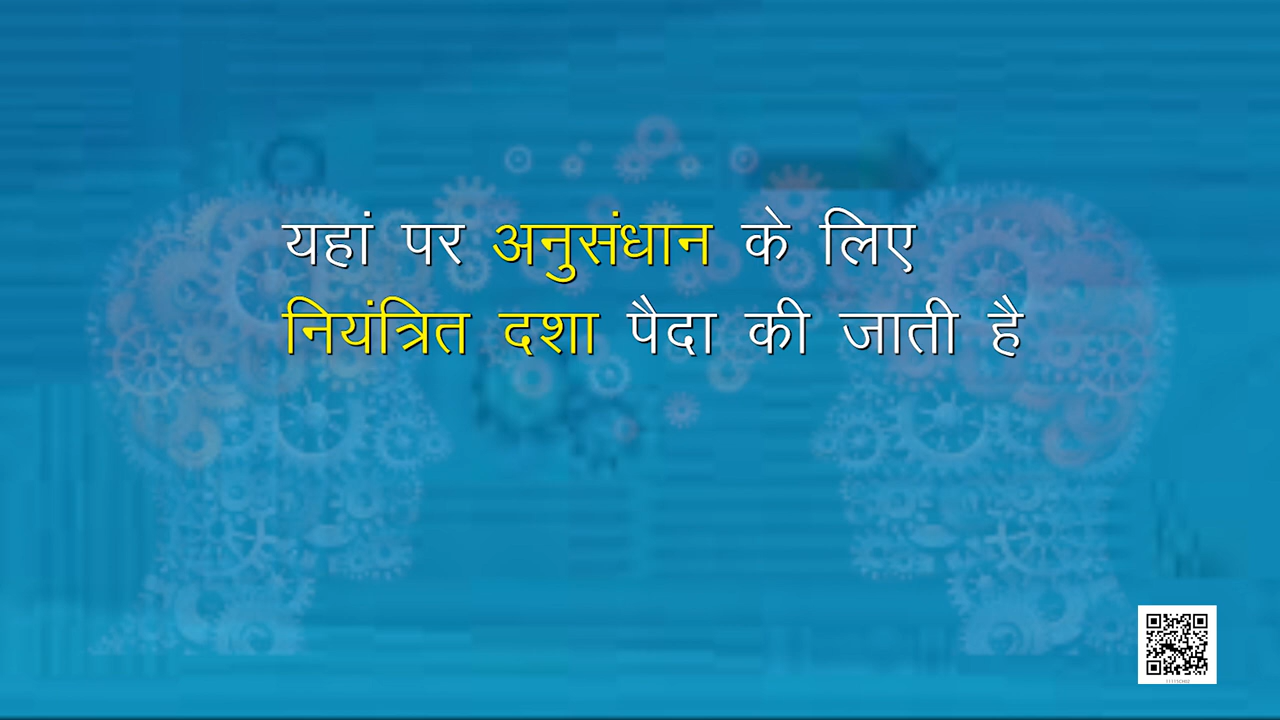 यहां पर अनुसंधान के लिए
नियंत्रित दशा पैदा की जाती है